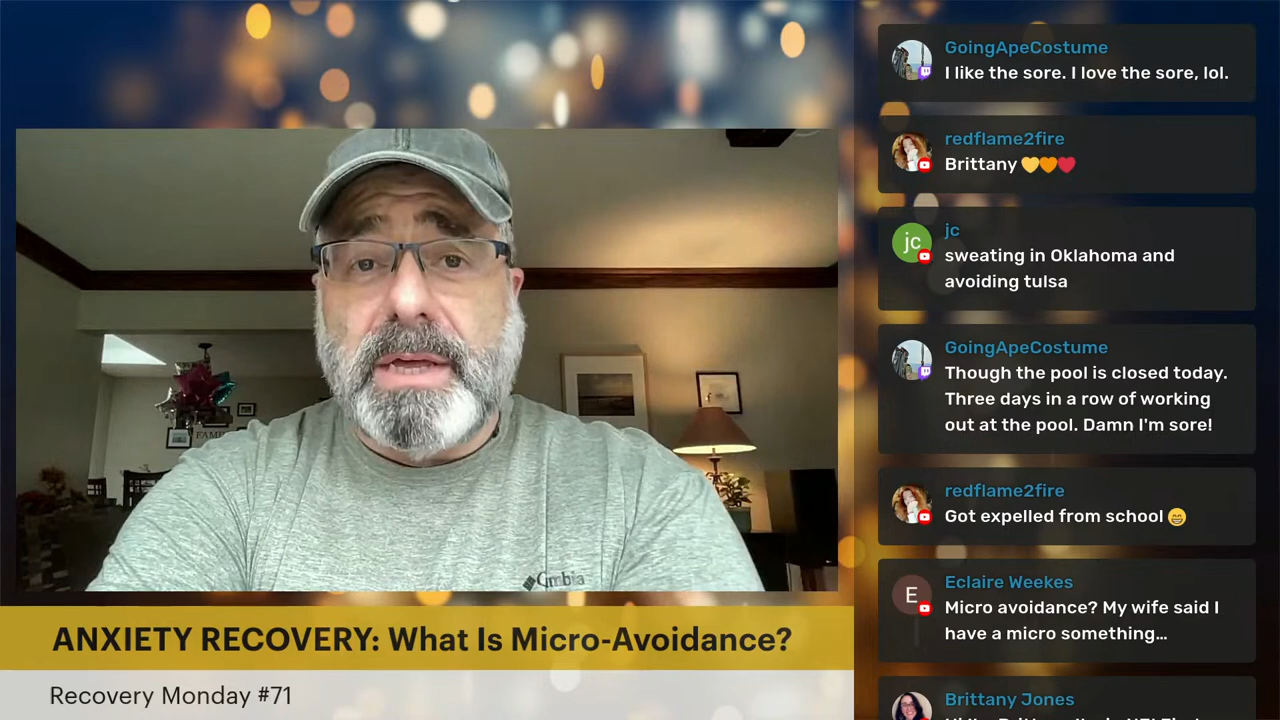 GoingApeCostume
I like the sore. I love the sore, lol.
redflame2fire
Brittany 💛🧡❤️
jc
jc
sweating in Oklahoma and
avoiding tulsa
GoingApeCostume
Though the pool is closed today.
Three days in a row of working
out at the pool. Damn I'm sore!
redflame2fire
Got expelled from school 😁
E
Eclaire Weekes
Micro avoidance? My wife said I
have a micro something...
Brittany Jones
FAMI
ANXIETY RECOVERY: What Is Micro-Avoidance?
Recovery Monday #71